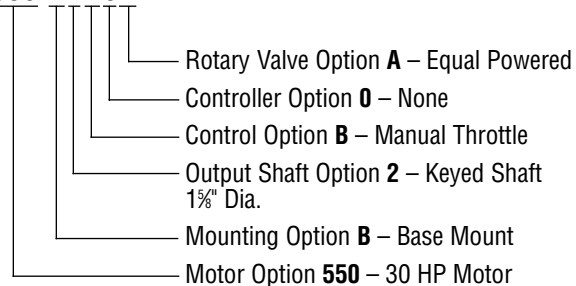 Rotary Valve Option A – Equal Powered
Controller Option 0 – None
Control Option B – Manual Throttle
Output Shaft Option 2 – Keyed Shaft
1⅝" Dia.
Mounting Option B – Base Mount
Motor Option 550 – 30 HP Motor